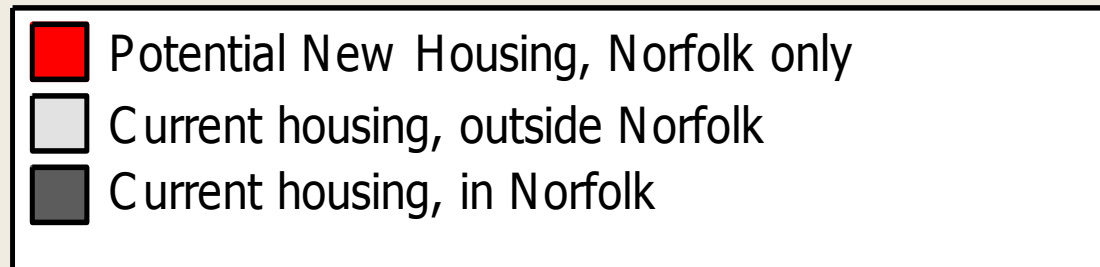 Potential New Housing, Norfolk only
Current housing, outside Norfolk
Current housing, in Norfolk